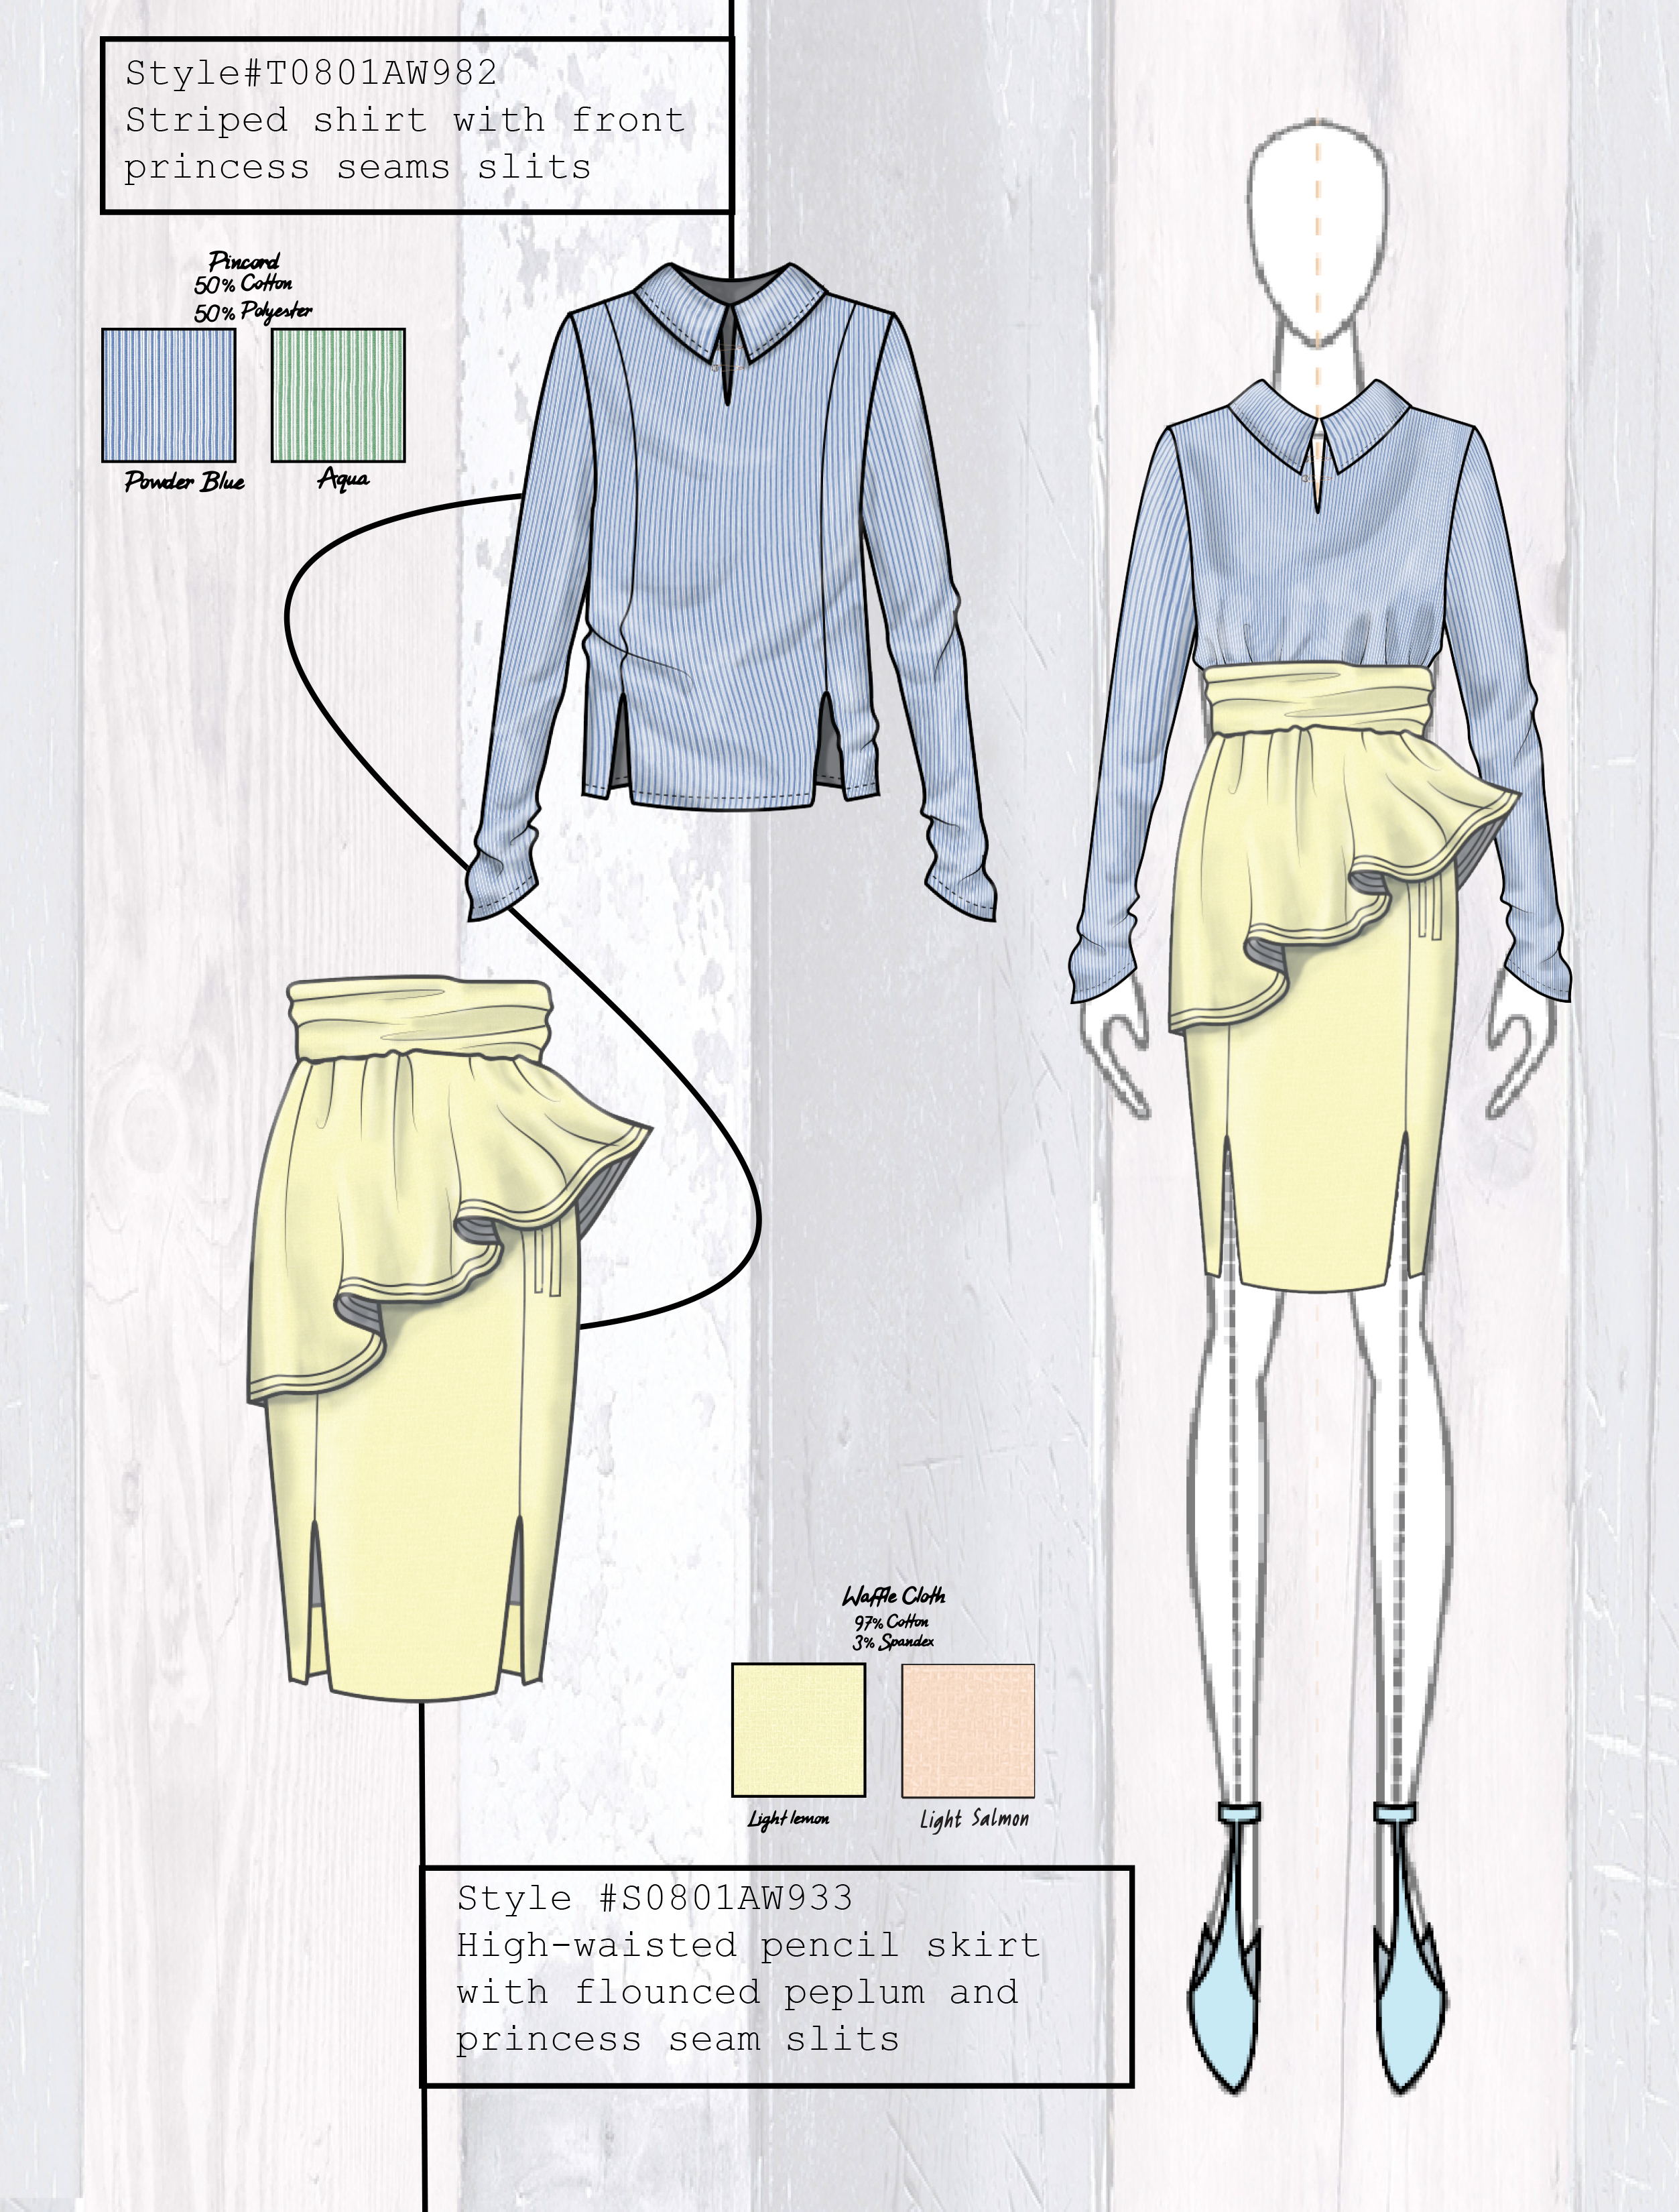 Style#T0801AW982
Striped shirt with front
princess seams slits
Pincord
50% Cotton
50% Polyester
Powder Blue
Aqua
Waffle Cloth
97% Cotton
3% Spandex
Light lemon
Light Salmon
Style #S0801AW933
High-waisted pencil skirt
with flounced peplum and
princess seam slits